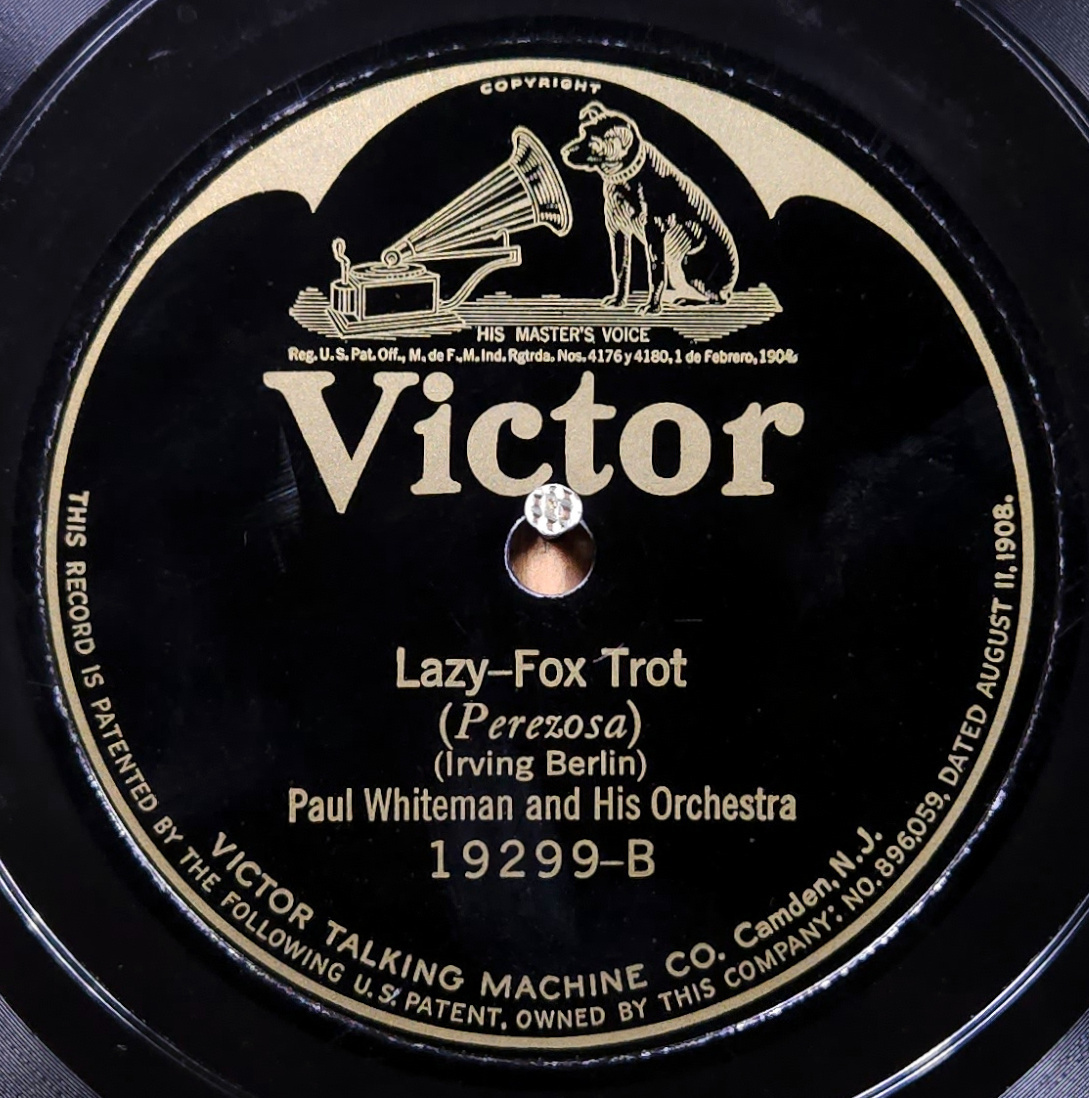 COPYRIGHT
HIS MASTER'S VOICE
Reg. U. S. Pat. Off., M. de F., M. Ind. Rgtrda. Nos. 4176 y 4180, 1 de Febrero, 1908
Victor
Lazy–Fox Trot
(Perezosa)
(Irving Berlin)
Paul Whiteman and His Orchestra
19299–B
VICTOR TALKING MACHINE CO. Camden, N. J.
THIS RECORD IS PATENTED BY THE FOLLOWING U. S. PATENT, OWNED BY THIS COMPANY: NO. 896,059, DATED AUGUST 11, 1908.